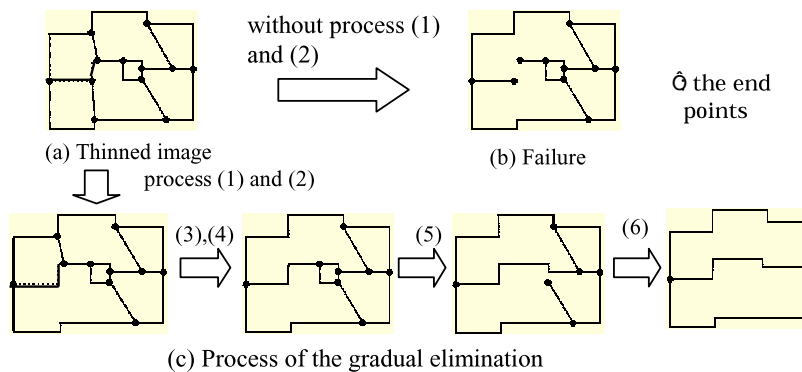 without process (1)
and (2)
Ô the end
points
(a) Thinned image
(b) Failure
process (1) and (2)
(3),(4)
(5)
(6)
(c) Process of the gradual elimination